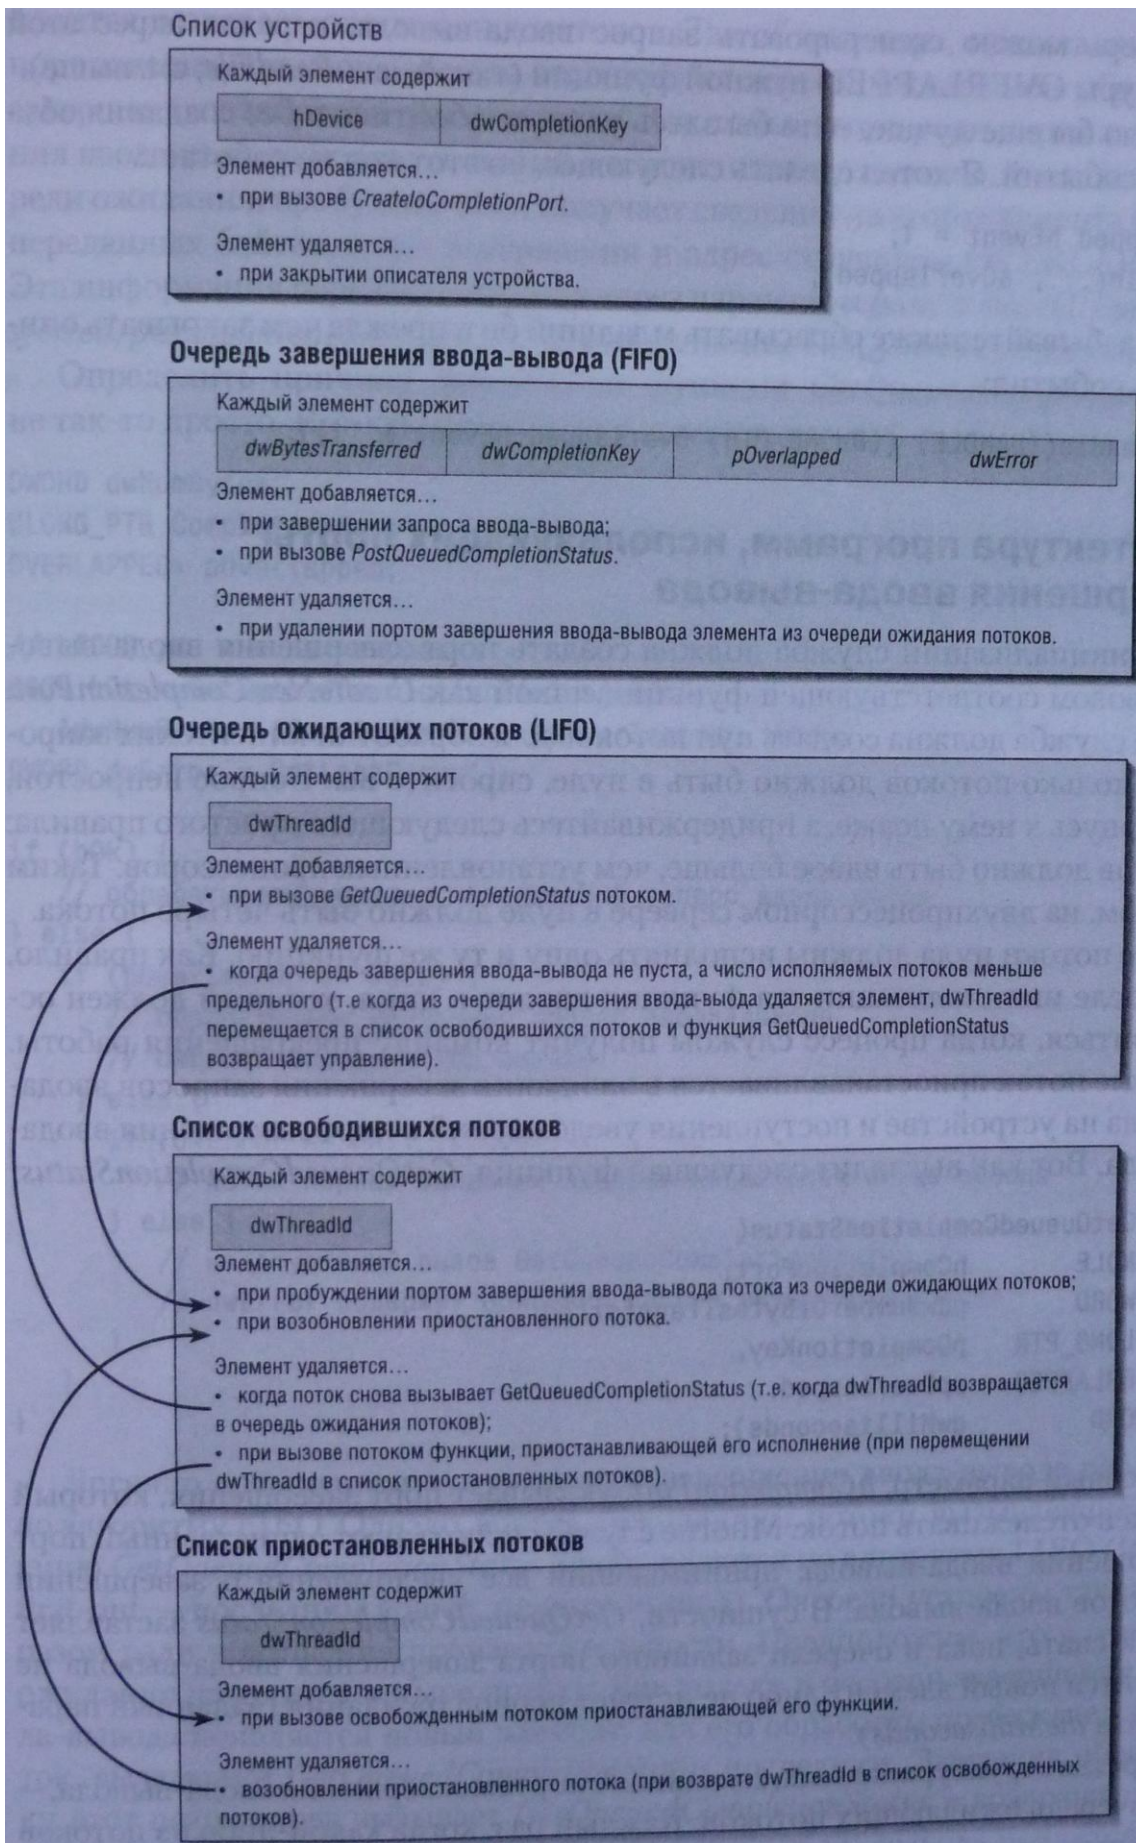 Список устройств
Каждый элемент содержит
hDevice dwCompletionKey
Элемент добавляется...
• при вызове CreateIoCompletionPort.
Элемент удаляется...
• при закрытии описателя устройства.
Очередь завершения ввода-вывода (FIFO)
Каждый элемент содержит
dwBytesTransferred dwCompletionKey pOverlapped dwError
Элемент добавляется...
• при завершении запроса ввода-вывода;
• при вызове PostQueuedCompletionStatus.
Элемент удаляется...
• при удалении портом завершения ввода-вывода элемента из очереди ожидания потоков.
Очередь ожидающих потоков (LIFO)
Каждый элемент содержит
dwThreadId
Элемент добавляется...
• при вызове GetQueuedCompletionStatus потоком.
Элемент удаляется...
• когда очередь завершения ввода-вывода не пуста, а число исполняемых потоков меньше
предельного (т.е когда из очереди завершения ввода-вывода удаляется элемент, dwThreadId
перемещается в список освободившихся потоков и функция GetQueuedCompletionStatus
возвращает управление).
Список освободившихся потоков
Каждый элемент содержит
dwThreadId
Элемент добавляется...
• при пробуждении портом завершения ввода-вывода потока из очереди ожидающих потоков;
• при возобновлении приостановленного потока.
Элемент удаляется...
• когда поток снова вызывает GetQueuedCompletionStatus (т.е. когда dwThreadId возвращается
в очередь ожидания потоков);
• при вызове потоком функции, приостанавливающей его исполнение (при перемещении
dwThreadId в список приостановленных потоков).
Список приостановленных потоков
Каждый элемент содержит
dwThreadId
Элемент добавляется...
• при вызове освобожденным потоком приостанавливающей его функции.
Элемент удаляется...
• возобновлении приостановленного потока (при возврате dwThreadId в список освобожденных
потоков).